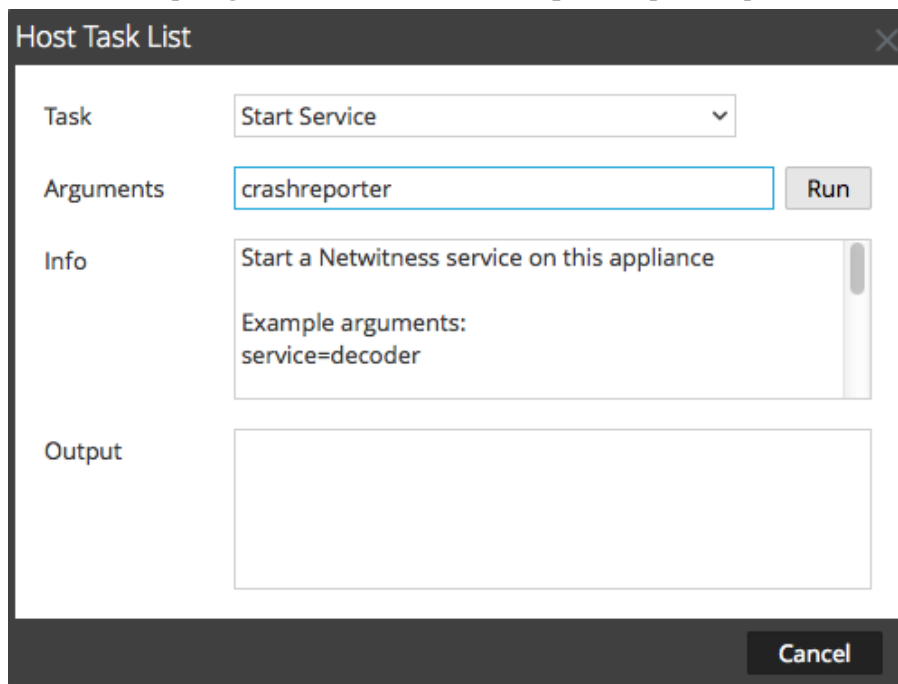 Host Task List
Task
Start Service
Arguments
crashreporter
Run
Info
Start a Netwitness service on this appliance
Example arguments:
service=decoder
Output
Cancel